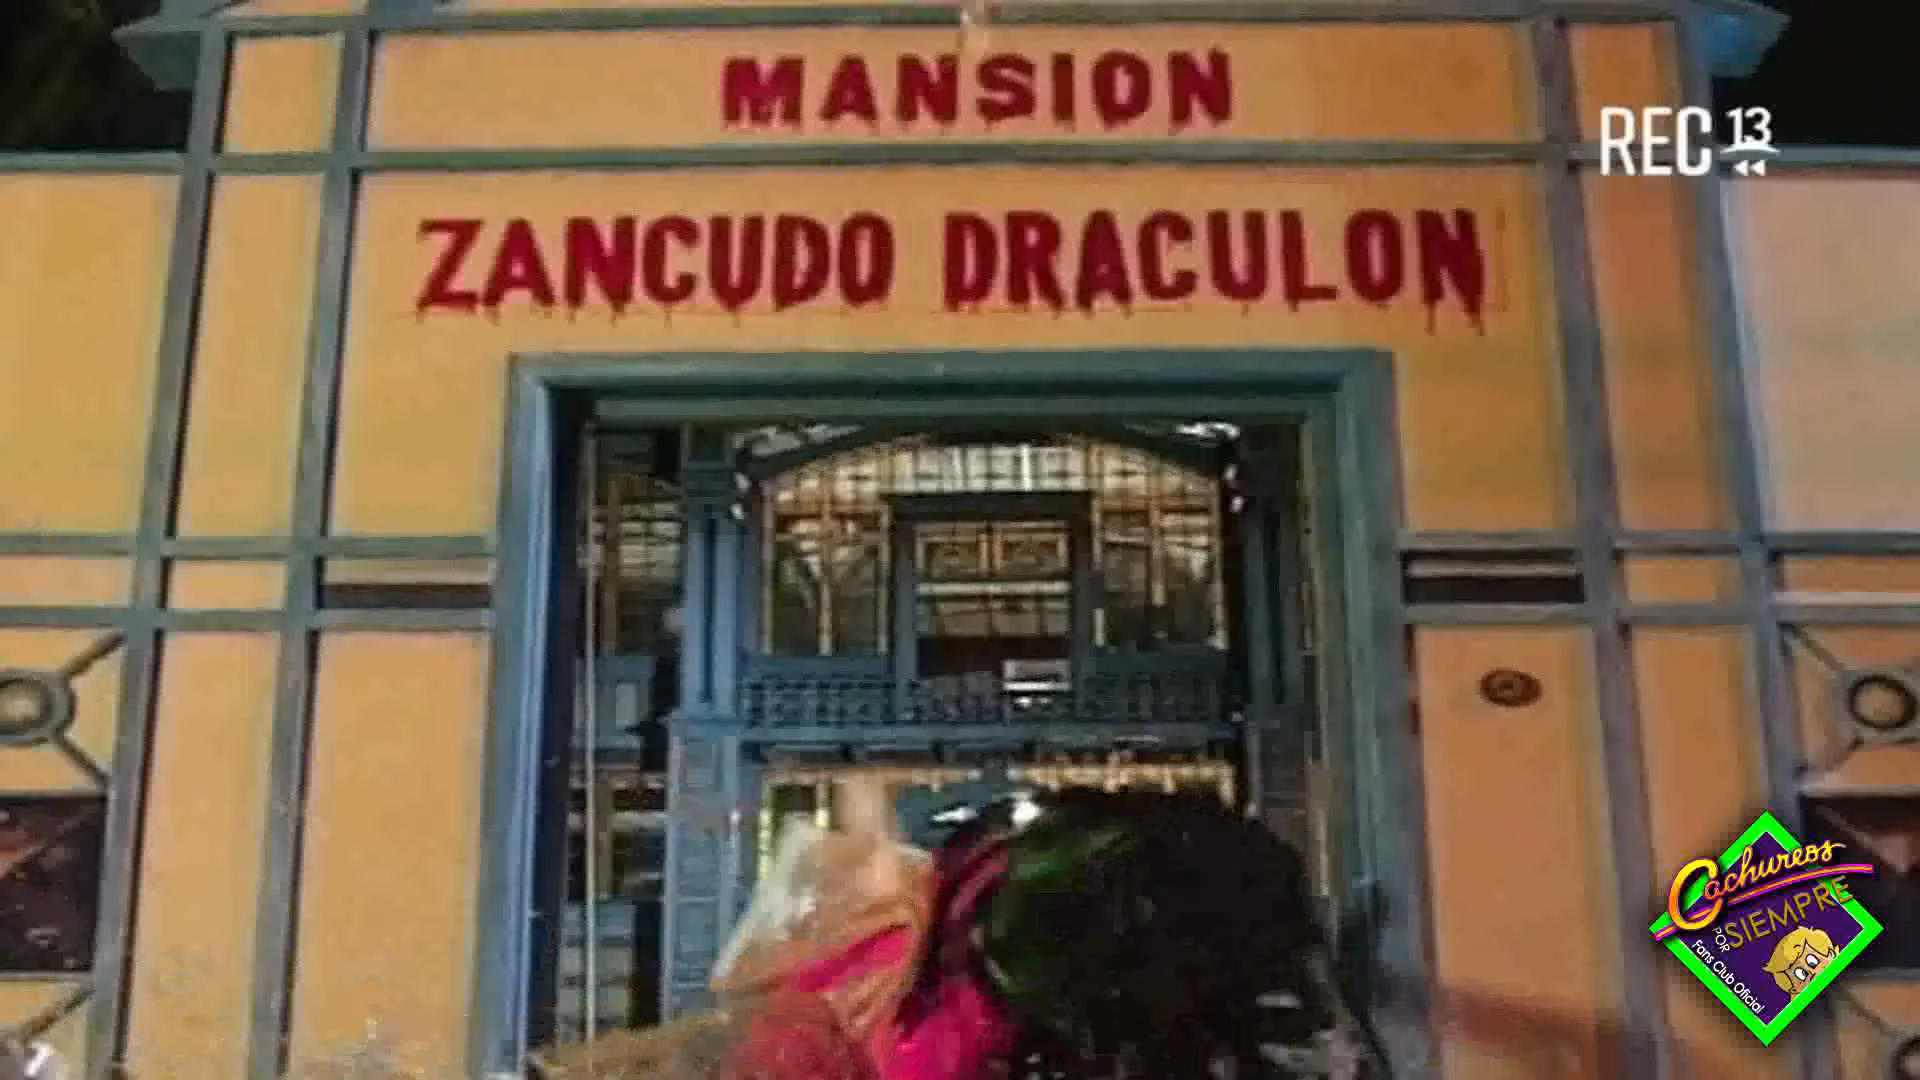 MANSION
ZANCUDO DRACULON
REC 13
Cachureos
POR SIEMPRE
Fans Club Oficial